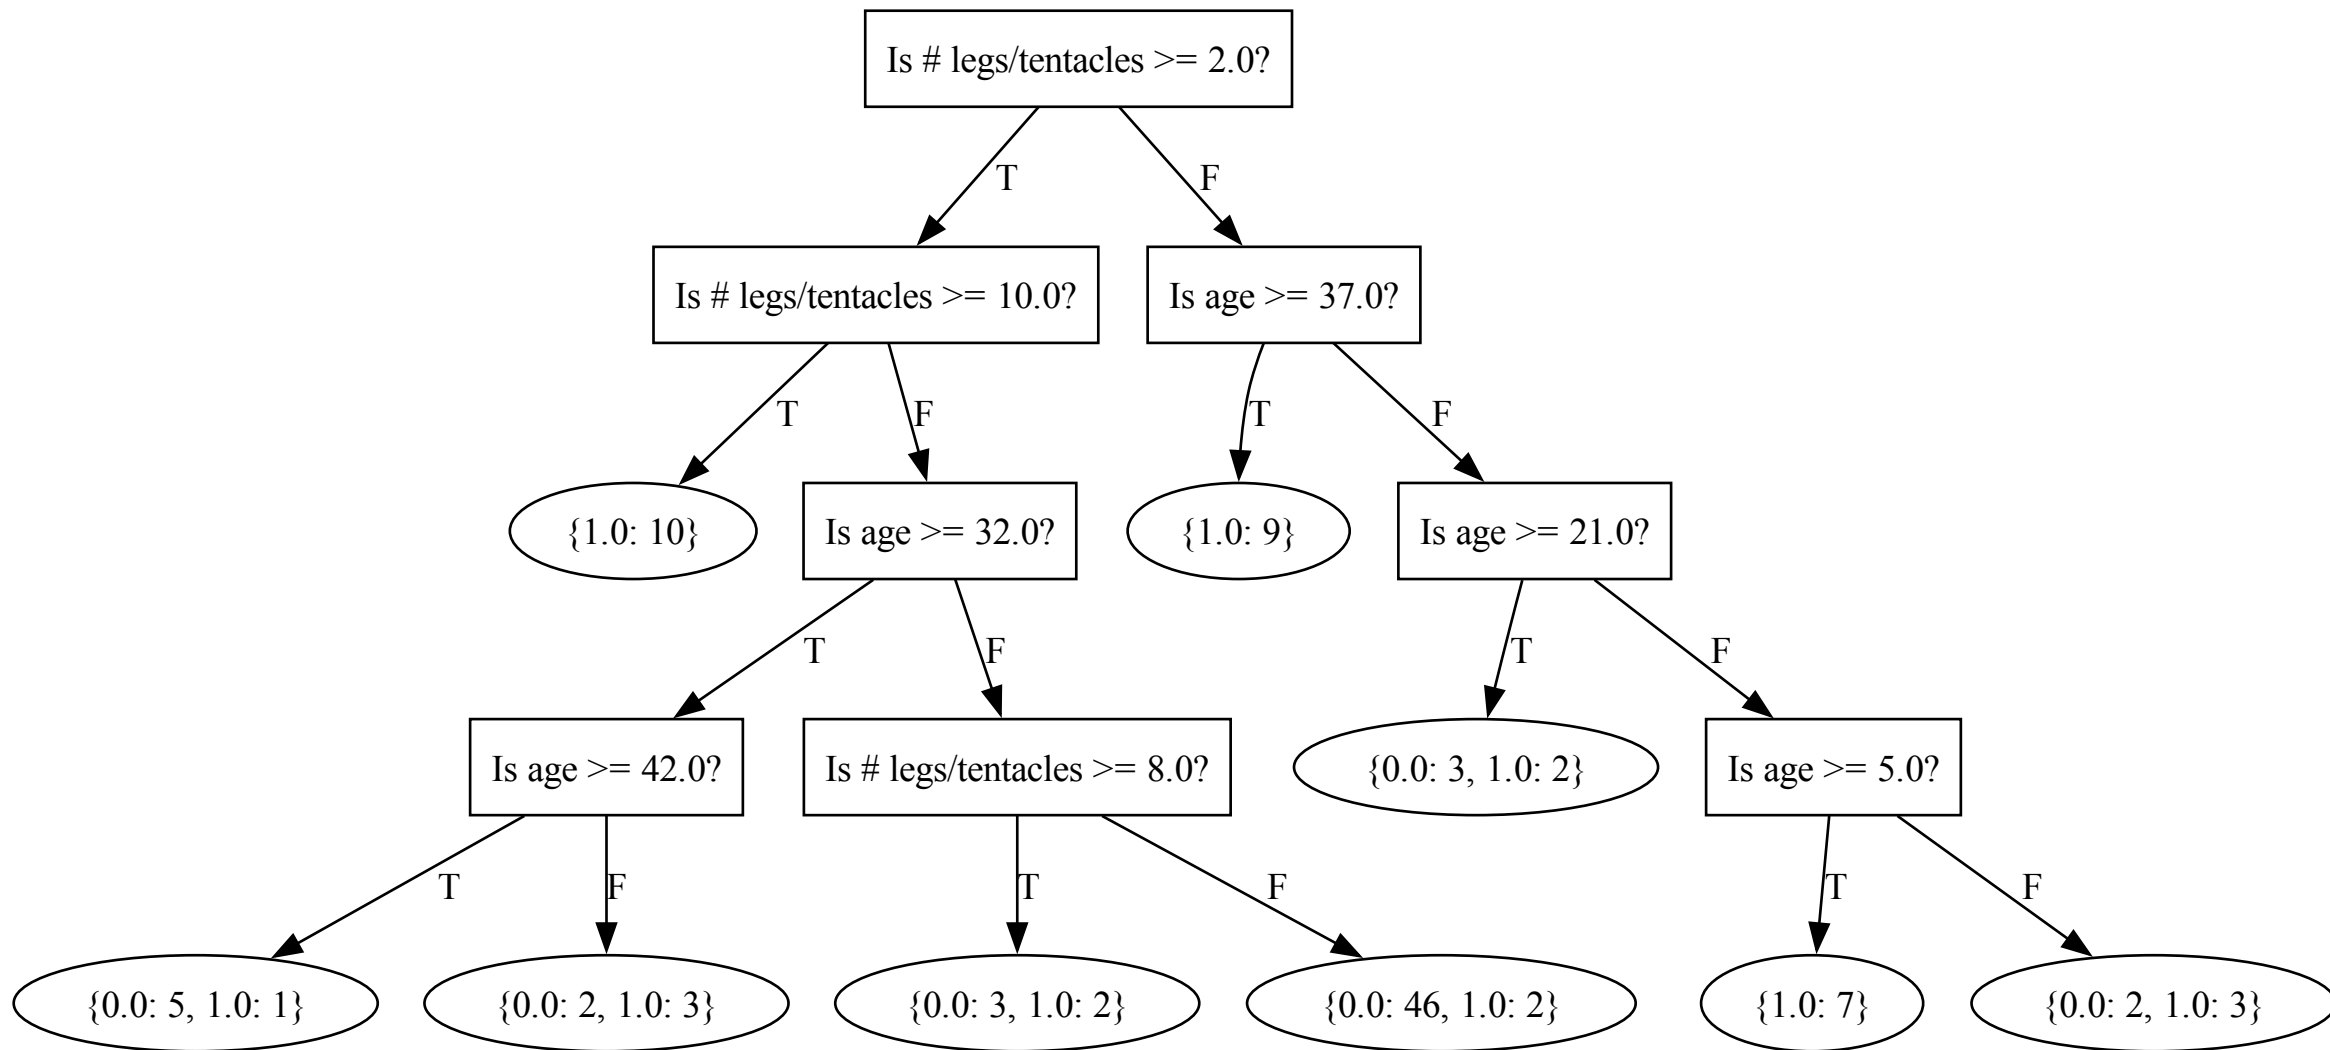 Is # legs/tentacles >= 2.0?
T
F
Is # legs/tentacles >= 10.0?
Is age >= 37.0?
T
F
T
F
{1.0: 10}
Is age >= 32.0?
{1.0: 9}
Is age >= 21.0?
T
F
T
F
Is age >= 42.0?
Is # legs/tentacles >= 8.0?
{0.0: 3, 1.0: 2}
Is age >= 5.0?
T
F
T
F
T
F
{0.0: 5, 1.0: 1}
{0.0: 2, 1.0: 3}
{0.0: 3, 1.0: 2}
{0.0: 46, 1.0: 2}
{1.0: 7}
{0.0: 2, 1.0: 3}